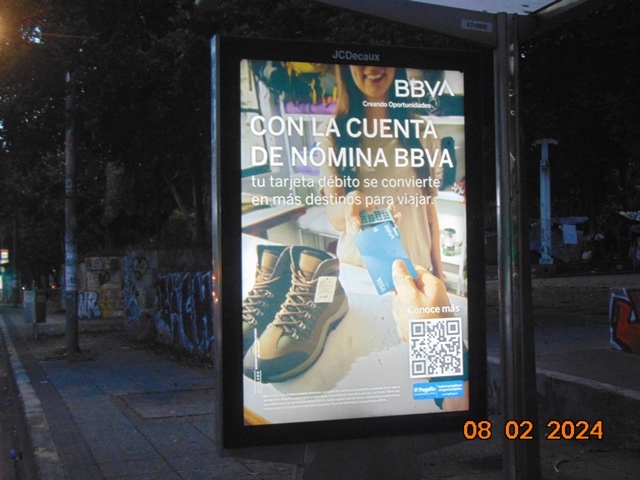 JCDecaux
BBVA
Creando Oportunidades
CON LA CUENTA
DE NÓMINA BBVA
tu tarjeta débito se convierte
en más destinos para viajar.
VISA
Conoce más
08 02 2024